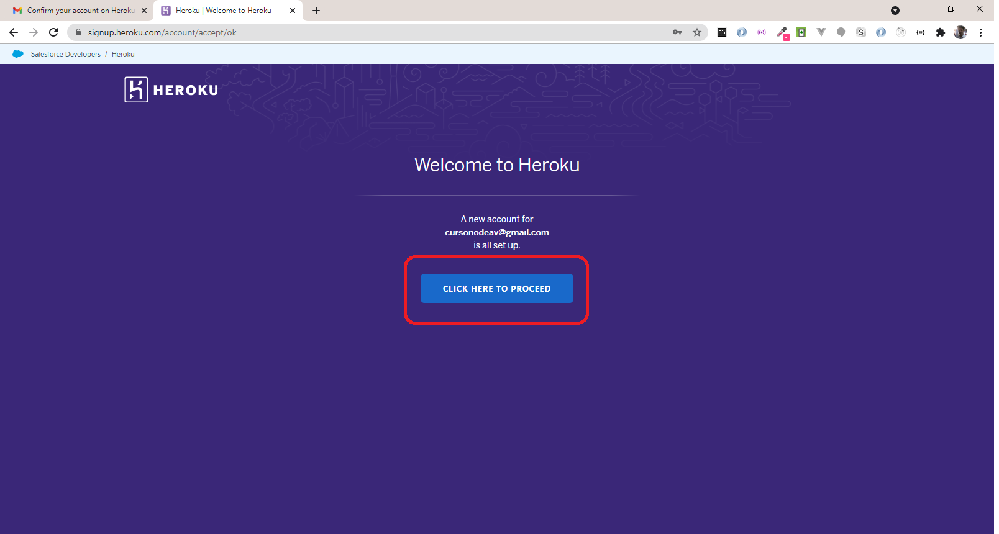 Confirm your account on Heroku
Heroku | Welcome to Heroku
signup.heroku.com/account/accept/ok
Cb
S
Salesforce Developers / Heroku
HEROKU
Welcome to Heroku
A new account for
cursonodeav@gmail.com
is all set up.
CLICK HERE TO PROCEED